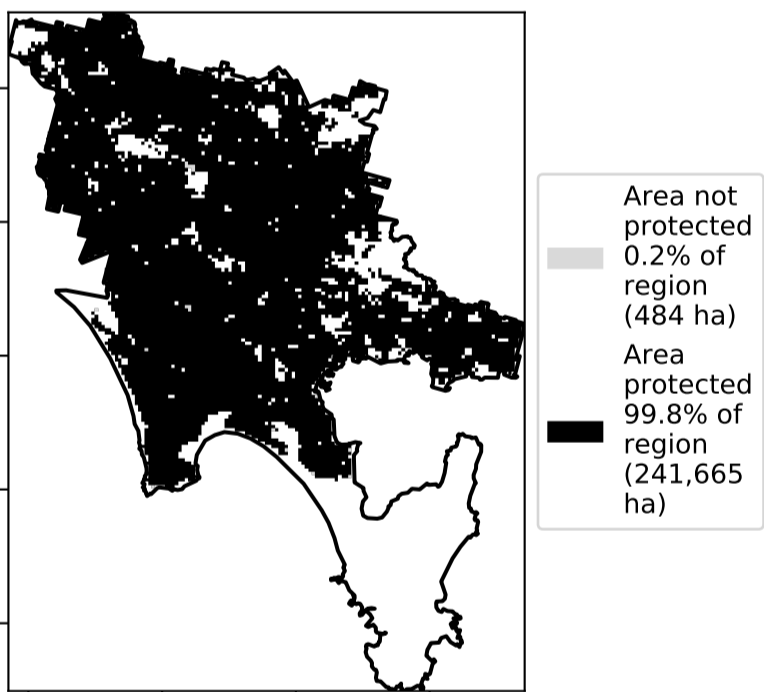 Area not
protected
0.2% of
region
(484 ha)
Area
protected
99.8% of
region
(241,665
ha)